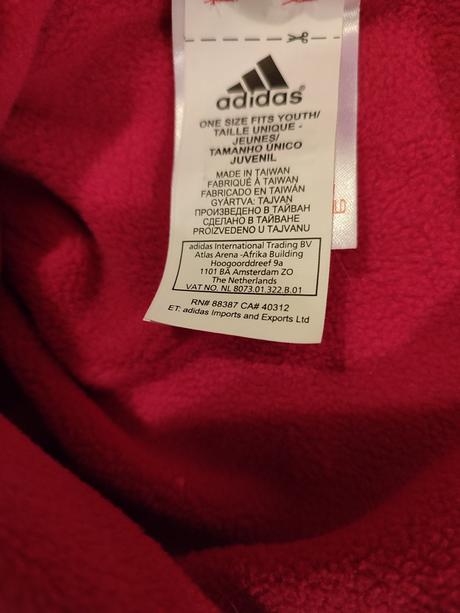 adidas®
ONE SIZE FITS YOUTH/
TAILLE UNIQUE -
JEUNES/
TAMANHO ÚNICO
JUVENIL
MADE IN TAIWAN
FABRIQUÉ À TAIWAN
FABRICADO EN TAIWÁN
GYÁRTVA: TAJVAN
ПРОИЗВЕДЕНО В ТАЙВАН
СДЕЛАНО В ТАЙВАНЕ
PROIZVEDENO U TAJVANU
adidas International Trading BV
Atlas Arena -Afrika Building
Hoogoorddreef 9a
1101 BA Amsterdam ZO
The Netherlands
VAT NO. NL 8073.01.322.B.01
RN# 88387 CA# 40312
ET: adidas Imports and Exports Ltd